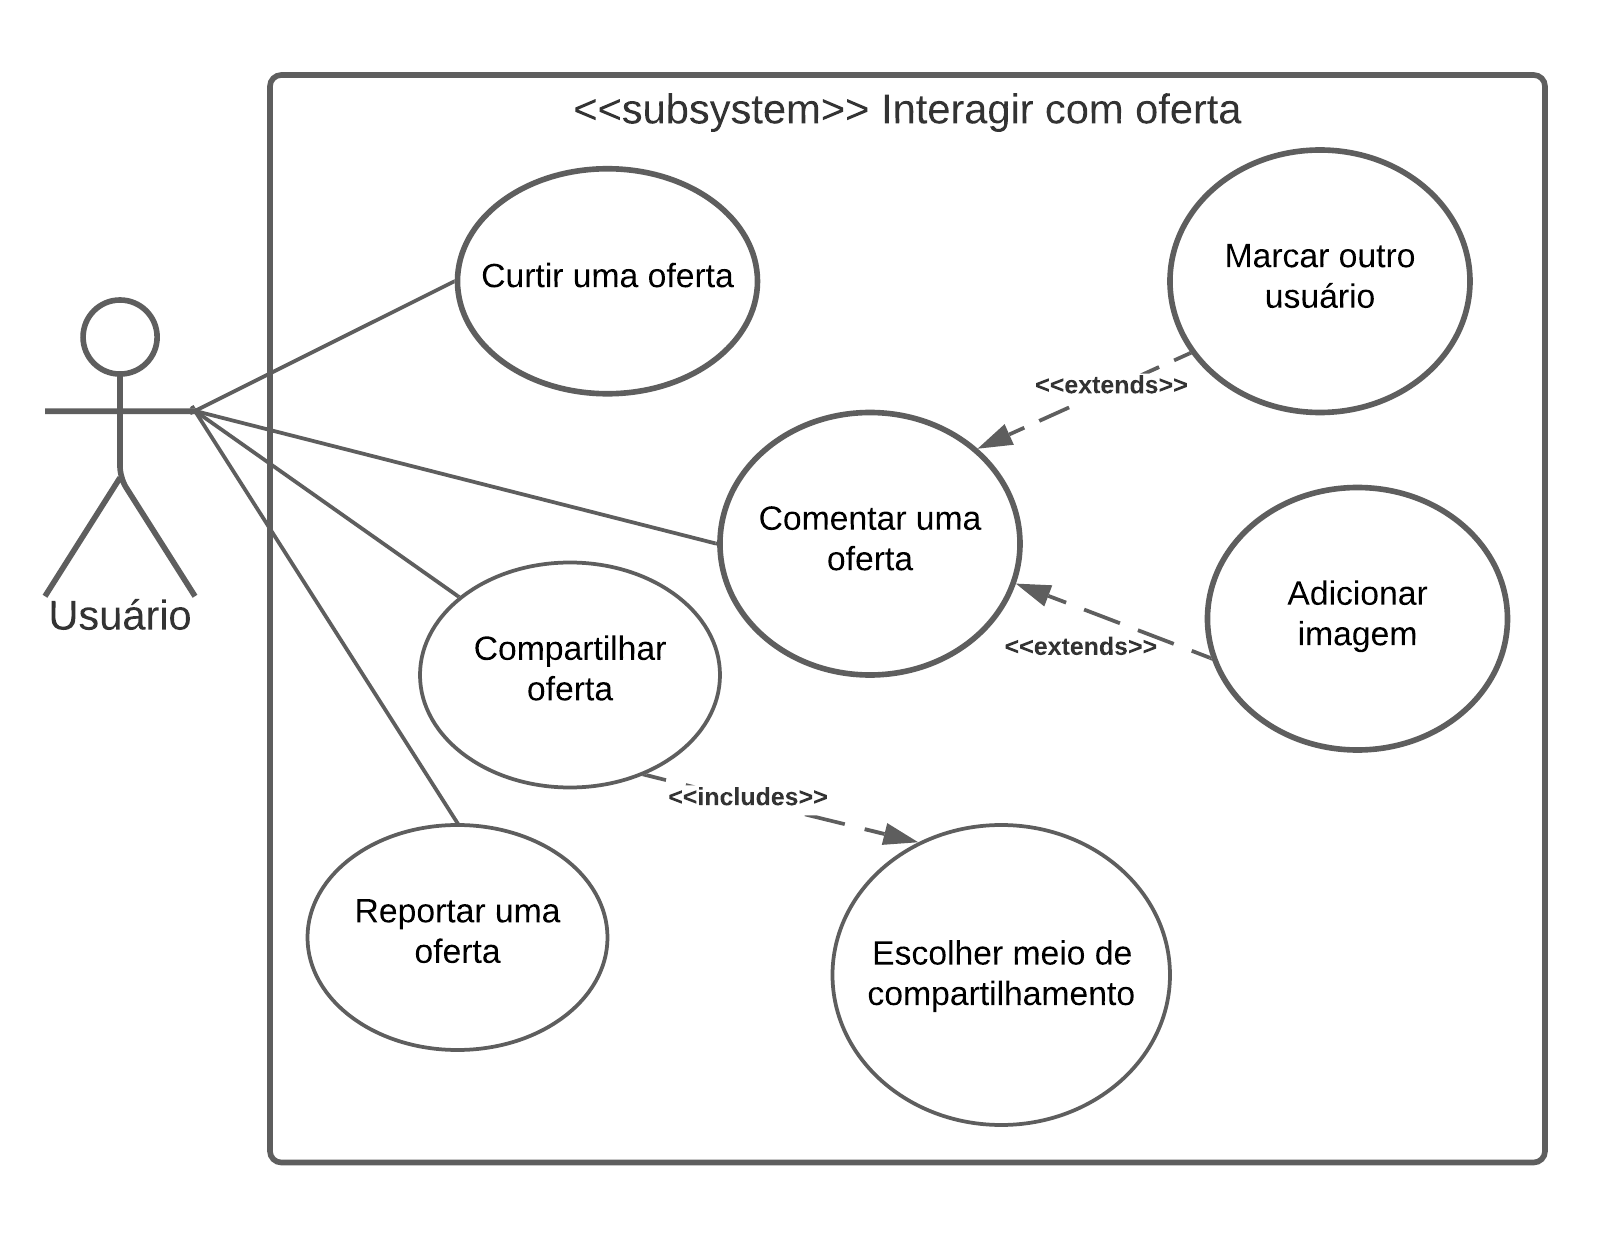 <<subsystem>> Interagir com oferta
Curtir uma oferta
Marcar outro
usuário
<<extends>>
Comentar uma
oferta
Adicionar
imagem
<<extends>>
Usuário
Compartilhar
oferta
<<includes>>
Reportar uma
oferta
Escolher meio de
compartilhamento